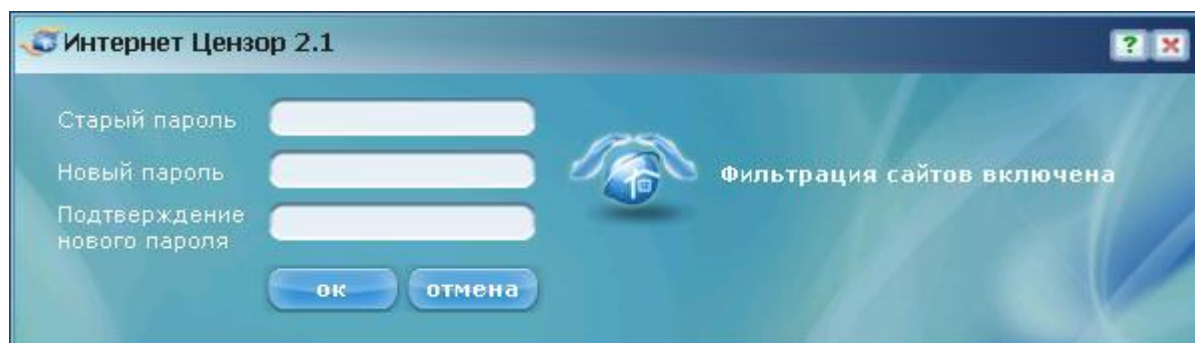 Интернет Цензор 2.1
?
Старый пароль
Новый пароль
Фильтрация сайтов включена
Подтверждение
нового пароля
ок
отмена